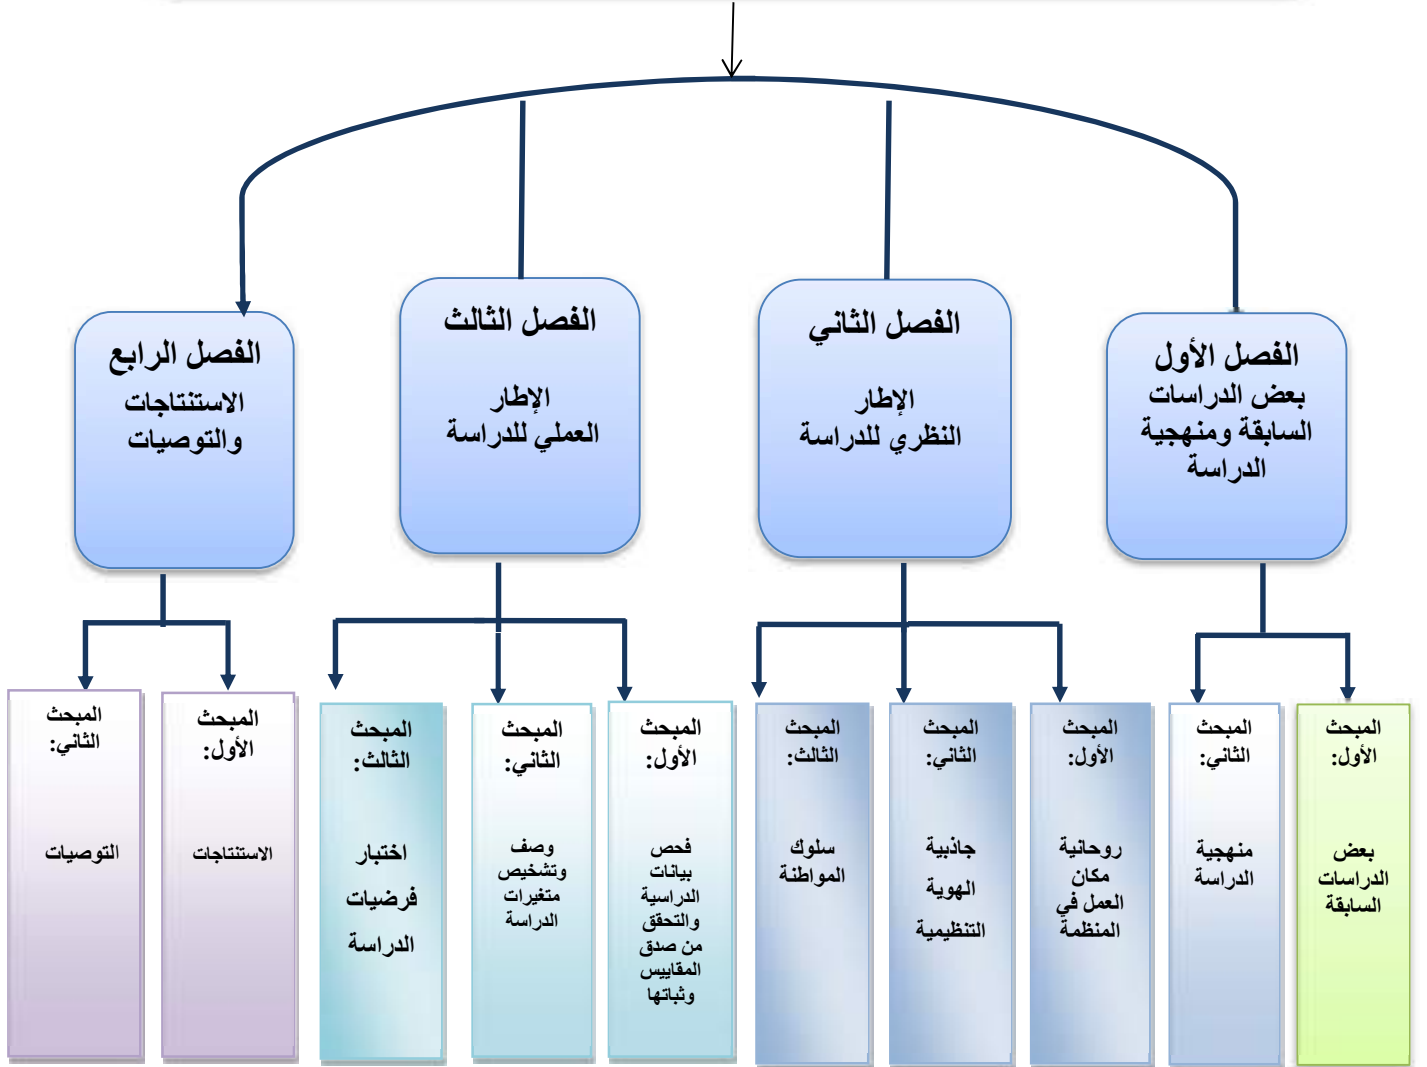 الفصل الأول
بعض الدراسات
السابقة ومنهجية
الدراسة
الفصل الثاني
الإطار
النظري للدراسة
الفصل الثالث
الإطار
العملي للدراسة
الفصل الرابع
الاستنتاجات
والتوصيات
المبحث
الأول:
بعض
الدراسات
السابقة
المبحث
الثاني:
منهجية
الدراسة
المبحث
الأول:
روحانية
مكان
العمل في
المنظمة
المبحث
الثاني:
جاذبية
الهوية
التنظيمية
المبحث
الثالث:
سلوك
المواطنة
المبحث
الأول:
فحص
بيانات
الدراسية
والتحقق
من صدق
المقاييس
وثباتها
المبحث
الثاني:
وصف
وتشخيص
متغيرات
الدراسة
المبحث
الثالث:
اختبار
فرضيات
الدراسة
المبحث
الأول:
الاستنتاجات
المبحث
الثاني:
التوصيات